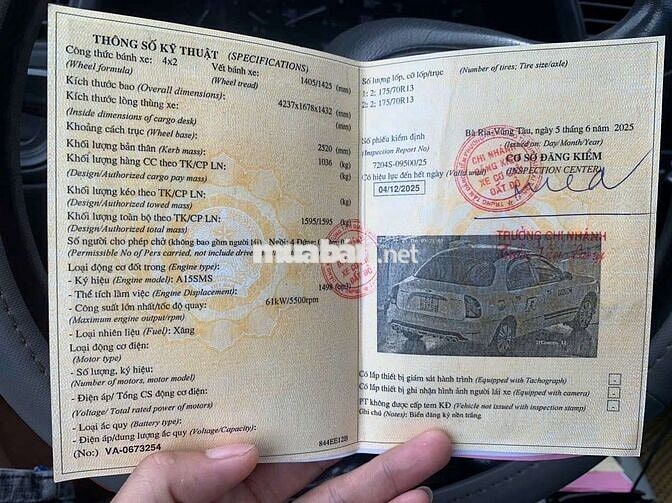 THÔNG SỐ KỸ THUẬT (SPECIFICATIONS)
Công thức bánh xe: 4x2 Vết bánh xe: 1405/1425 (mm)
(Wheel formula) (Wheel tread)
Kích thước bao (Overall dimensions): 4237x1678x1432 (mm)
Kích thước lòng thùng xe: (mm)
(Inside dimensions of cargo desk)
Khoảng cách trục (Wheel base): 2520 (mm)
Khối lượng bản thân (Kerb mass): 1036 (kg)
Khối lượng hàng CC theo TK/CP LN: (kg)
(Design/Authorized cargo pay mass)
Khối lượng kéo theo TK/CP LN: (kg)
(Design/Authorized towed mass)
Khối lượng toàn bộ theo TK/CP LN: 1595/1595 (kg)
(Design/Authorized total mass)
Số người cho phép chở (không bao gồm người lái)
(Permissible No of Pers carried, not include driver
Loại động cơ đốt trong (Engine type):
- Ký hiệu (Engine model): A15SMS
- Thể tích làm việc (Engine Displacement): 1498
- Công suất lớn nhất/tốc độ quay: 61kW/5500rpm
(Maximum engine output/rpm)
- Loại nhiên liệu (Fuel): Xăng
Loại động cơ điện:
(Motor type)
- Số lượng, ký hiệu:
(Number of motors, motor model)
- Điện áp/ Tổng CS động cơ điện:
(Voltage/ Total rated power of motors)
- Loại ắc quy (Battery type):
- Điện áp/dung lượng ắc quy (Voltage/Capacity):
(No:) VA-0673254 844EE12B
Số lượng lốp, cỡ lốp/trục (Number of tires; Tire size/axle)
1: 2; 175/70R13
2: 2; 175/70R13
Bà Rịa-Vũng Tàu, ngày 5 tháng 6 năm 2025
Số phiếu kiểm định (Issued on: Day/Month/Year)
(Inspection Report No) CƠ SỞ ĐĂNG KIỂM
7204S-09500/25 (INSPECTION CENTER)
Có hiệu lực đến hết ngày (Valid until)
04/12/2025
CHI NHÁNH
XE CƠ
ĐẤT ĐỎ
TRƯỞNG CHI NHÁNH
muaban.net
Có lắp thiết bị giám sát hành trình (Equipped with Tachograph)
Có lắp thiết bị ghi nhận hình ảnh người lái xe (Equipped with camera)
PT không được cấp tem KĐ (Vehicle not issued with inspection stamp)
Ghi chú (Notes): Biển đăng ký nền trắng